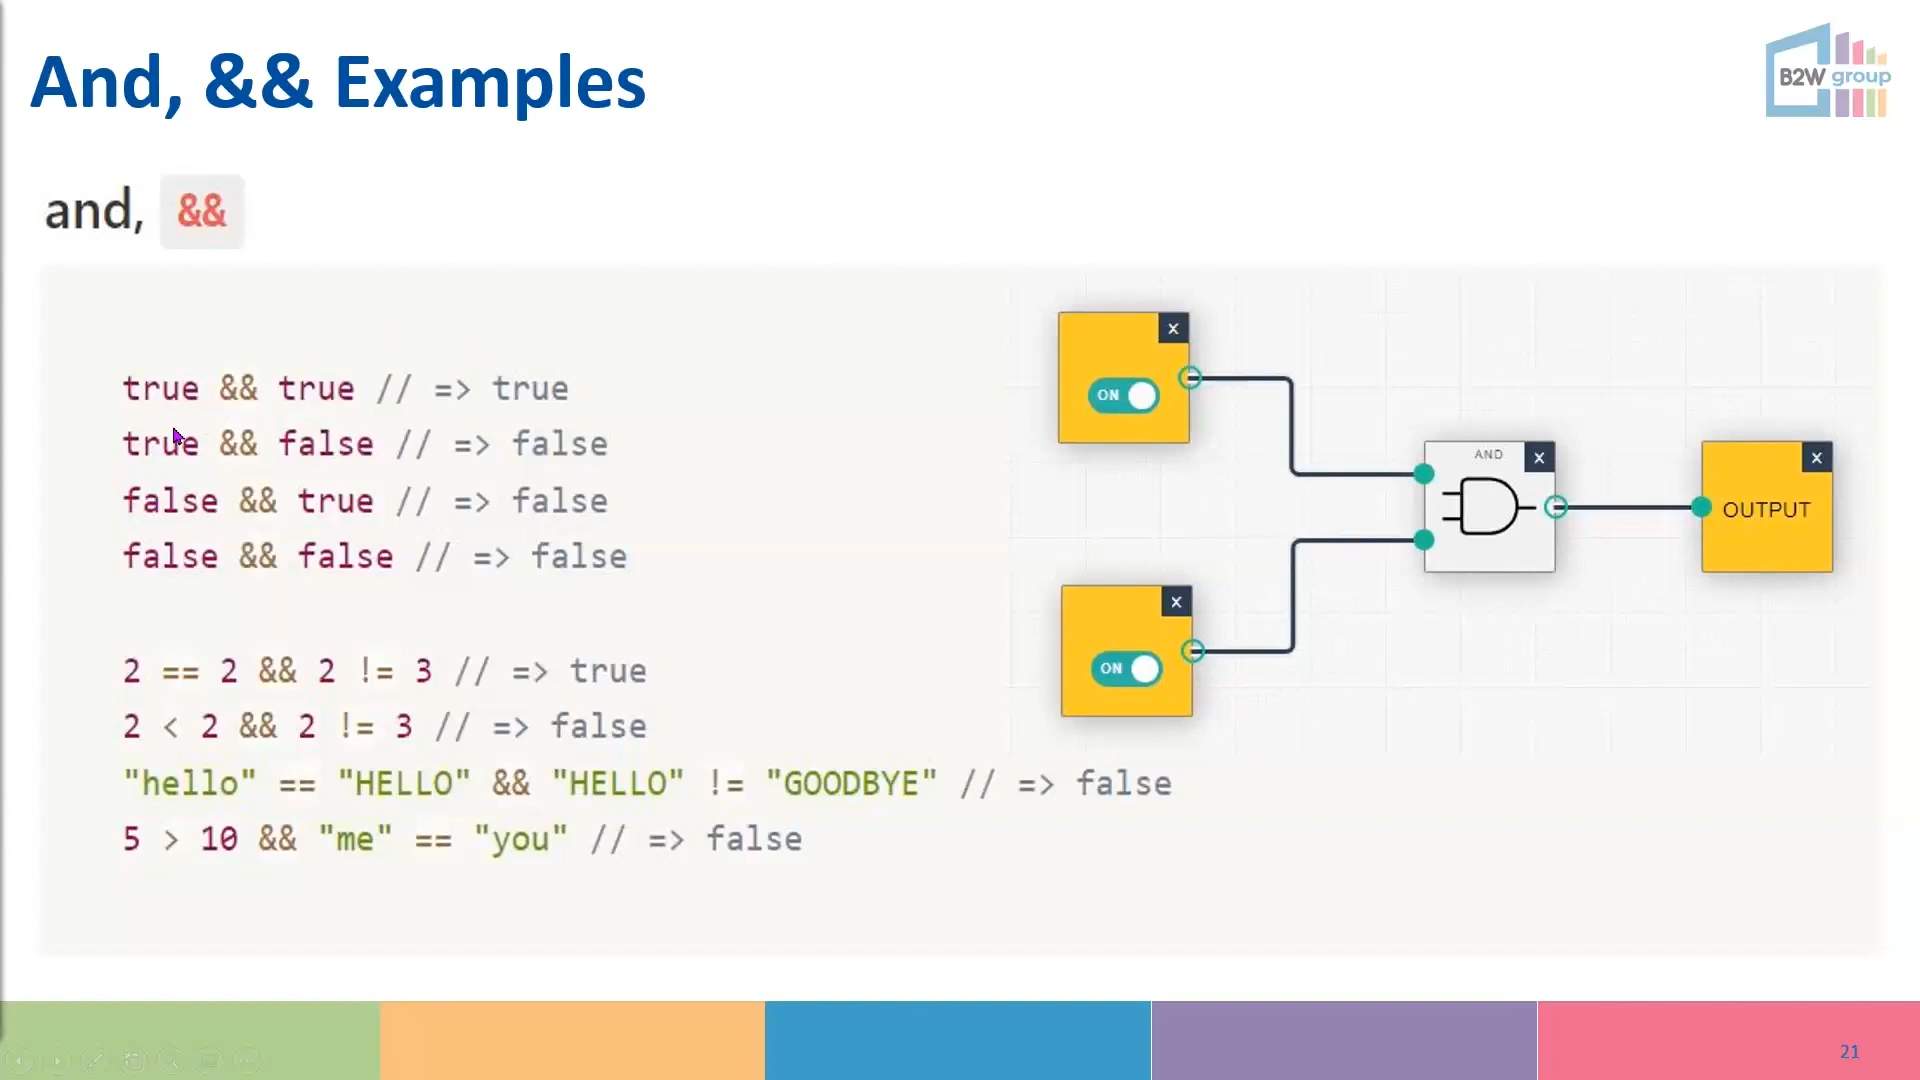 And, && Examples
B2W group
and, &&
true && true // => true
true && false // => false
false && true // => false
false && false // => false
2 == 2 && 2 != 3 // => true
2 < 2 && 2 != 3 // => false
"hello" == "HELLO" && "HELLO" != "GOODBYE" // => false
5 > 10 && "me" == "you" // => false
X
ON
X
ON
AND X
X
OUTPUT
21